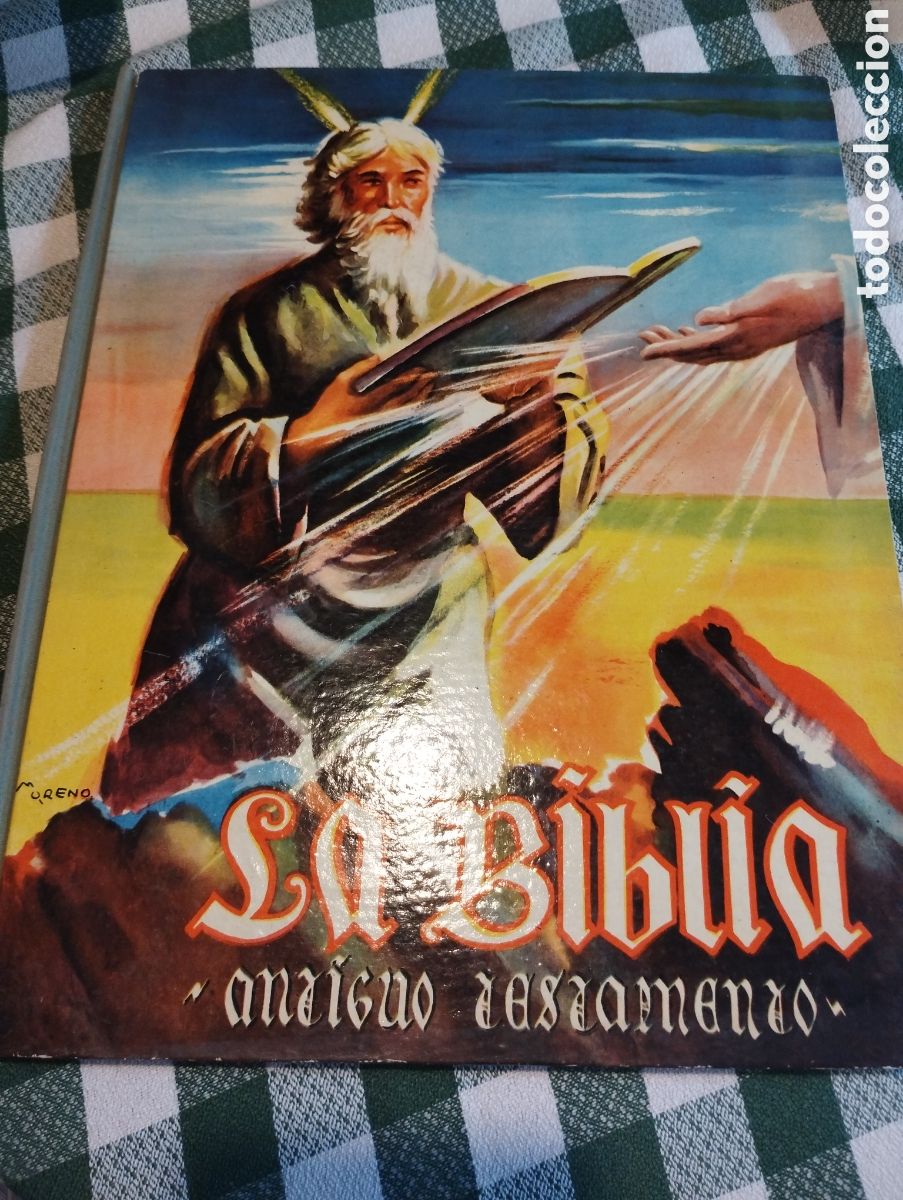 todocoleccion
MORENO
La Biblia
- antiguo testamento -